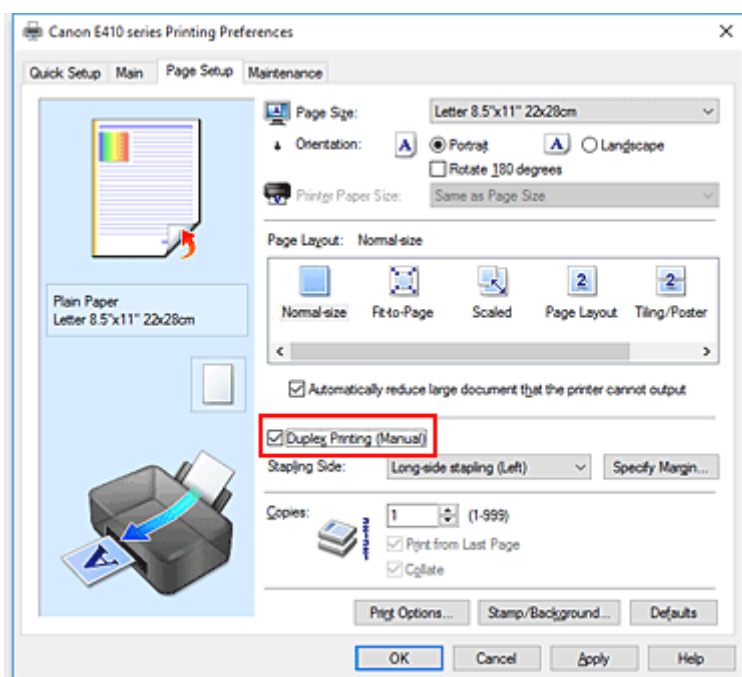 Canon E410 series Printing Preferences
Quick Setup Main Page Setup Maintenance
Page Size: Letter 8.5"x11" 22x28cm
Orientation: A Portrait A Landscape
Rotate 180 degrees
Printer Paper Size: Same as Page Size
Page Layout: Normal-size
2 2
Normal-size Fit-to-Page Scaled Page Layout Tiling/Poster
Plain Paper
Letter 8.5"x11" 22x28cm
Automatically reduce large document that the printer cannot output
Duplex Printing (Manual)
Stapling Side: Long-side stapling (Left) Specify Margin...
Copies: 1 (1-999)
Print from Last Page
Collate
A
Print Options... Stamp/Background... Defaults
OK Cancel Apply Help